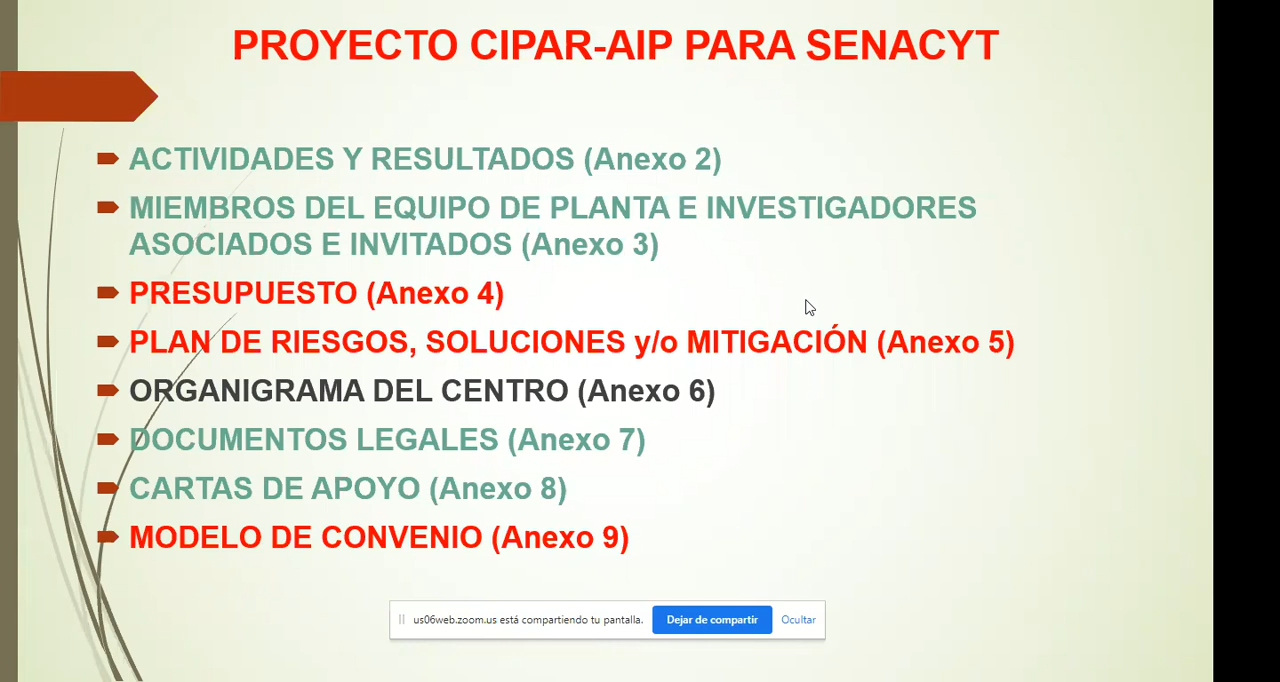 PROYECTO CIPAR-AIP PARA SENACYT
ACTIVIDADES Y RESULTADOS (Anexo 2)
MIEMBROS DEL EQUIPO DE PLANTA E INVESTIGADORES
ASOCIADOS E INVITADOS (Anexo 3)
PRESUPUESTO (Anexo 4)
PLAN DE RIESGOS, SOLUCIONES y/o MITIGACIÓN (Anexo 5)
ORGANIGRAMA DEL CENTRO (Anexo 6)
DOCUMENTOS LEGALES (Anexo 7)
CARTAS DE APOYO (Anexo 8)
MODELO DE CONVENIO (Anexo 9)
us06web.zoom.us está compartiendo tu pantalla. Dejar de compartir Ocultar